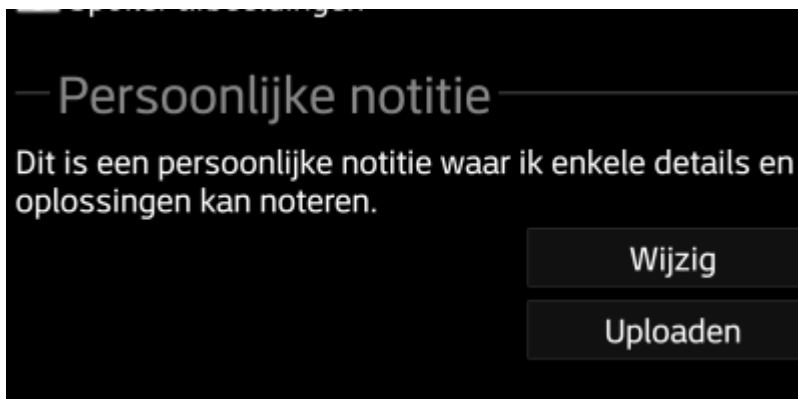 Persoonlijke notitie
Dit is een persoonlijke notitie waar ik enkele details en
oplossingen kan noteren.
Wijzig
Uploaden